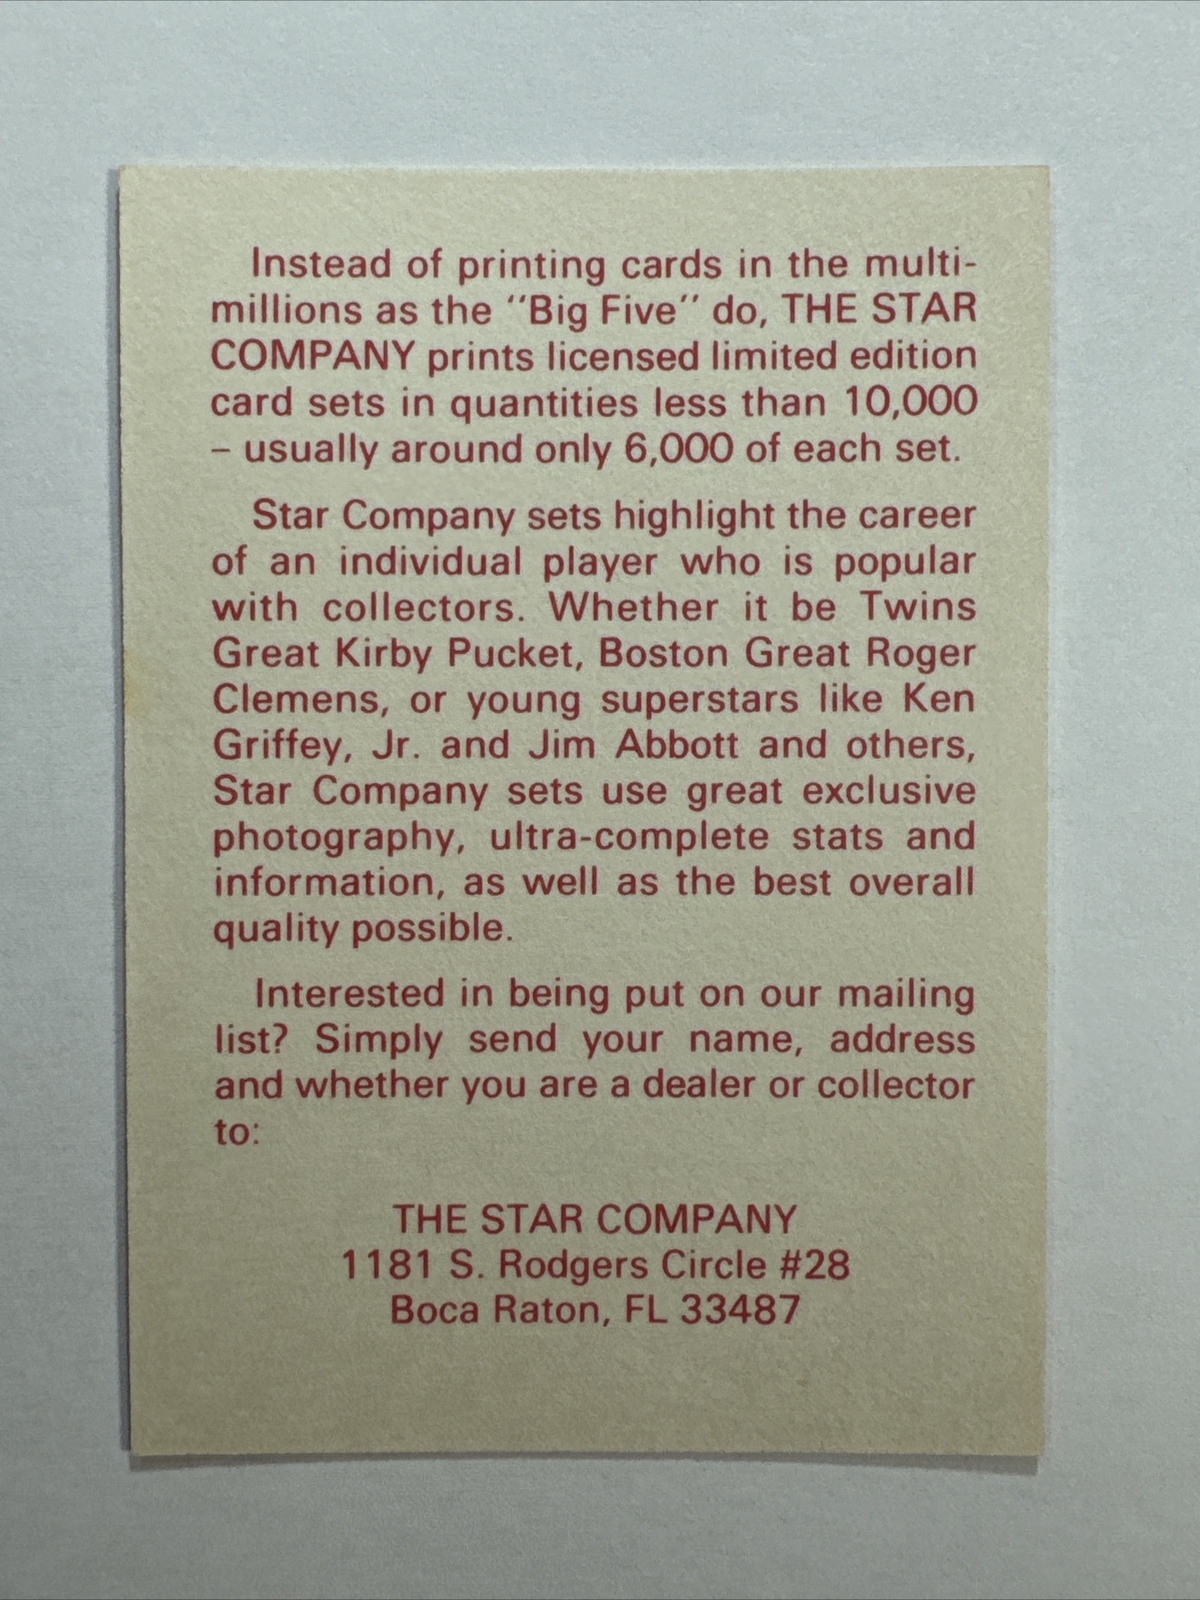 Instead of printing cards in the multi-
millions as the "Big Five" do, THE STAR
COMPANY prints licensed limited edition
card sets in quantities less than 10,000
– usually around only 6,000 of each set.
Star Company sets highlight the career
of an individual player who is popular
with collectors. Whether it be Twins
Great Kirby Pucket, Boston Great Roger
Clemens, or young superstars like Ken
Griffey, Jr. and Jim Abbott and others,
Star Company sets use great exclusive
photography, ultra-complete stats and
information, as well as the best overall
quality possible.
Interested in being put on our mailing
list? Simply send your name, address
and whether you are a dealer or collector
to:
THE STAR COMPANY
1181 S. Rodgers Circle #28
Boca Raton, FL 33487